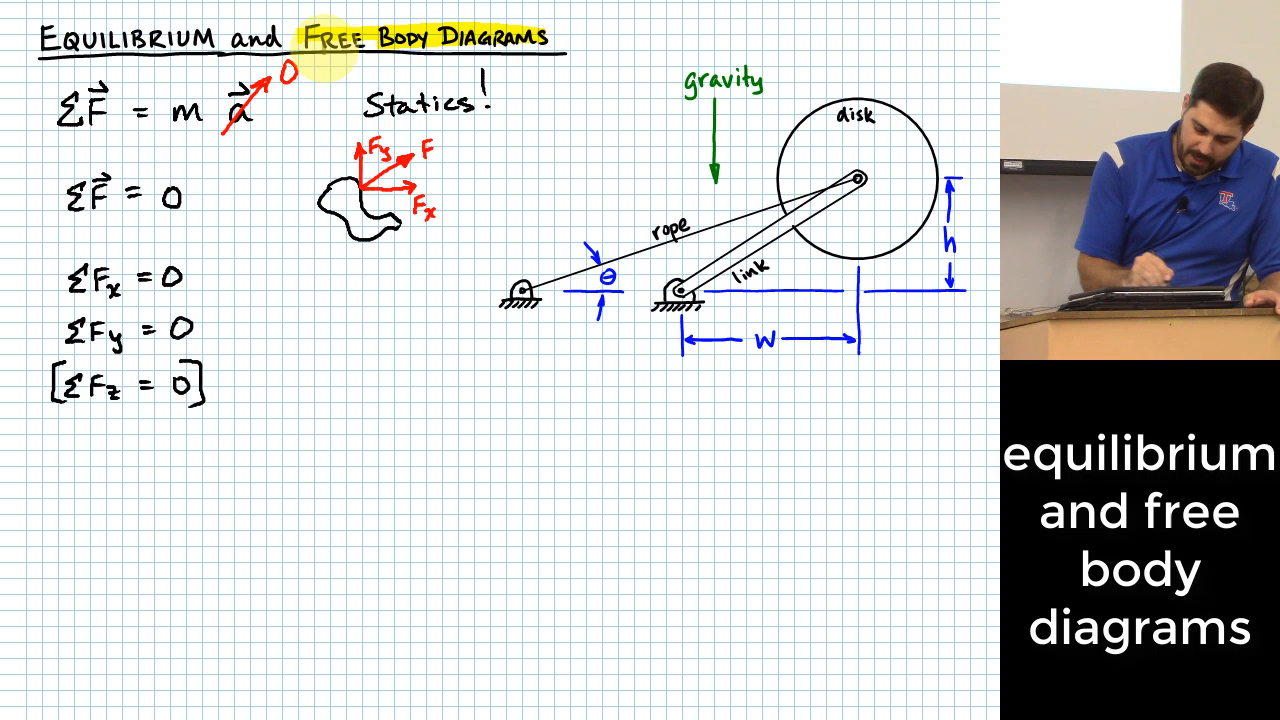 EQUILIBRIUM and FREE BODY DIAGRAMS
ΣF⃗ = m a⃗ 0
Statics!
ΣF⃗ = 0
Fy F
Fx
ΣFx = 0
ΣFy = 0
[ΣFz = 0]
gravity
disk
rope
link
θ
h
W
equilibrium
and free
body
diagrams